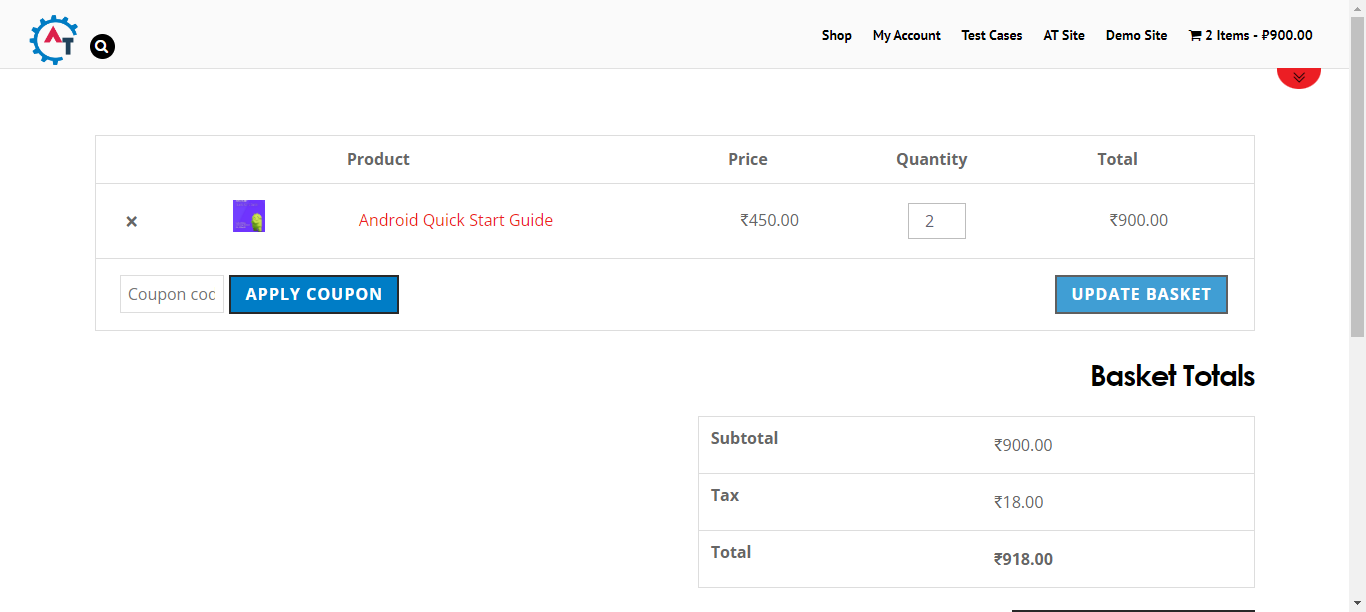 AT
Shop My Account Test Cases AT Site Demo Site 2 Items - ₽900.00
Product Price Quantity Total
× Android Quick Start Guide ₹450.00 2 ₹900.00
Coupon coc APPLY COUPON UPDATE BASKET
Basket Totals
Subtotal ₹900.00
Tax ₹18.00
Total ₹918.00